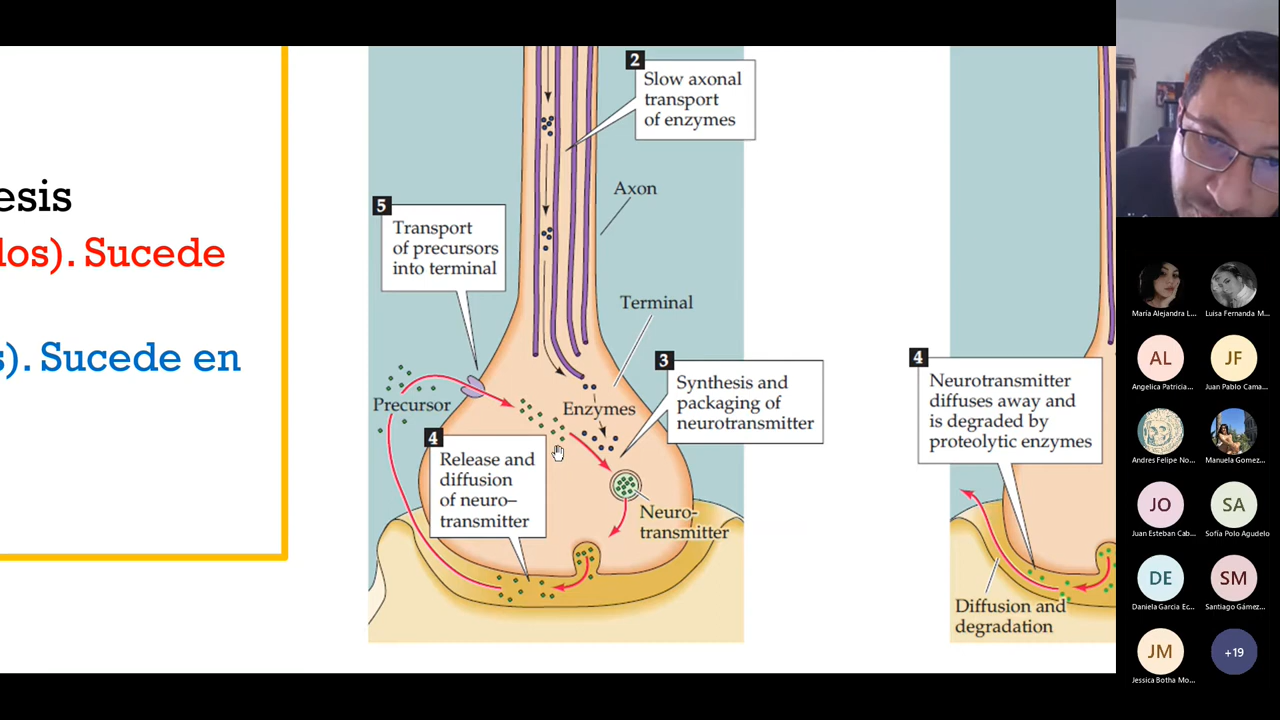 esis
los). Sucede
s). Sucede en
2
Slow axonal
transport
of enzymes
Axon
5
Transport
of precursors
into terminal
Terminal
3
Synthesis and
packaging of
neurotransmitter
Precursor
Enzymes
4
Release and
diffusion
of neuro–
transmitter
Neuro-
transmitter
4
Neurotransmitter
diffuses away and
is degraded by
proteolytic enzymes
Diffusion and
degradation
María Alejandra L...
Luisa Fernanda M...
AL
JF
Angelica Patricia...
Juan Pablo Cama...
Andres Felipe No...
Manuela Gomez...
JO
SA
Juan Esteban Cab...
Sofía Polo Agudelo
DE
SM
Daniela Garcia Ec...
Santiago Gámez...
JM
+19
Jessica Botha Mo...